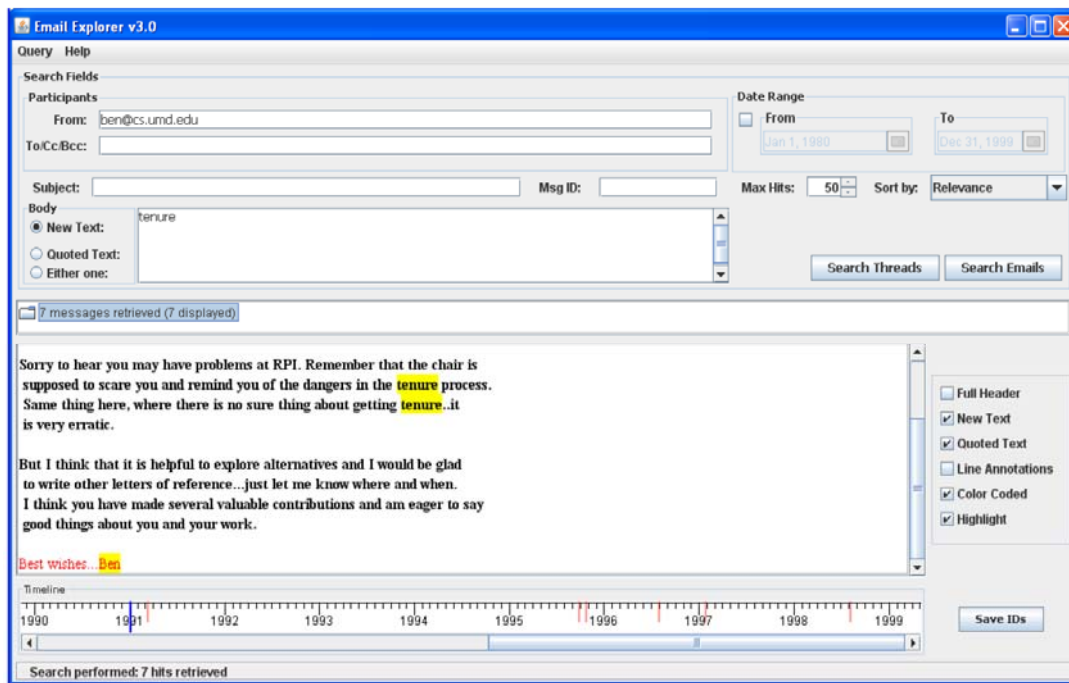 Email Explorer v3.0
Query Help
Search Fields
Participants
From: ben@cs.umd.edu
To/Cc/Bcc:
Date Range
From To
Jan 1, 1980 Dec 31, 1999
Subject: Msg ID: Max Hits: 50 Sort by: Relevance
Body
New Text: tenure
Quoted Text:
Either one:
Search Threads Search Emails
7 messages retrieved (7 displayed)
Sorry to hear you may have problems at RPI. Remember that the chair is
supposed to scare you and remind you of the dangers in the tenure process.
Same thing here, where there is no sure thing about getting tenure..it
is very erratic.
But I think that it is helpful to explore alternatives and I would be glad
to write other letters of reference...just let me know where and when.
I think you have made several valuable contributions and am eager to say
good things about you and your work.
Best wishes...Ben
Full Header
New Text
Quoted Text
Line Annotations
Color Coded
Highlight
Timeline
1990 1991 1992 1993 1994 1995 1996 1997 1998 1999
Save IDs
Search performed: 7 hits retrieved